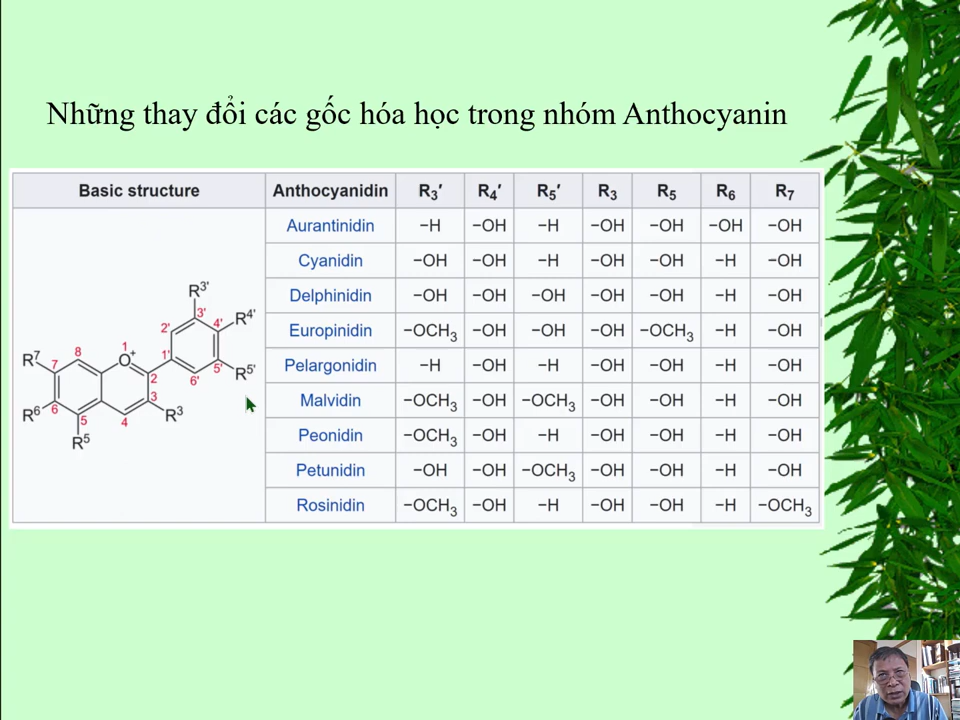 Những thay đổi các gốc hóa học trong nhóm Anthocyanin
Basic structure Anthocyanidin R3′ R4′ R5′ R3 R5 R6 R7
Aurantinidin −H −OH −H −OH −OH −OH −OH
Cyanidin −OH −OH −H −OH −OH −H −OH
Delphinidin −OH −OH −OH −OH −OH −H −OH
Europinidin −OCH3 −OH −OH −OH −OCH3 −H −OH
Pelargonidin −H −OH −H −OH −OH −H −OH
Malvidin −OCH3 −OH −OCH3 −OH −OH −H −OH
Peonidin −OCH3 −OH −H −OH −OH −H −OH
Petunidin −OH −OH −OCH3 −OH −OH −H −OH
Rosinidin −OCH3 −OH −H −OH −OH −H −OCH3
R3'
3' R4'
2' 4'
1 8 O+ 1'
R7 7 5' R5'
2 6'
R6 6 3 R3
5 4
R5